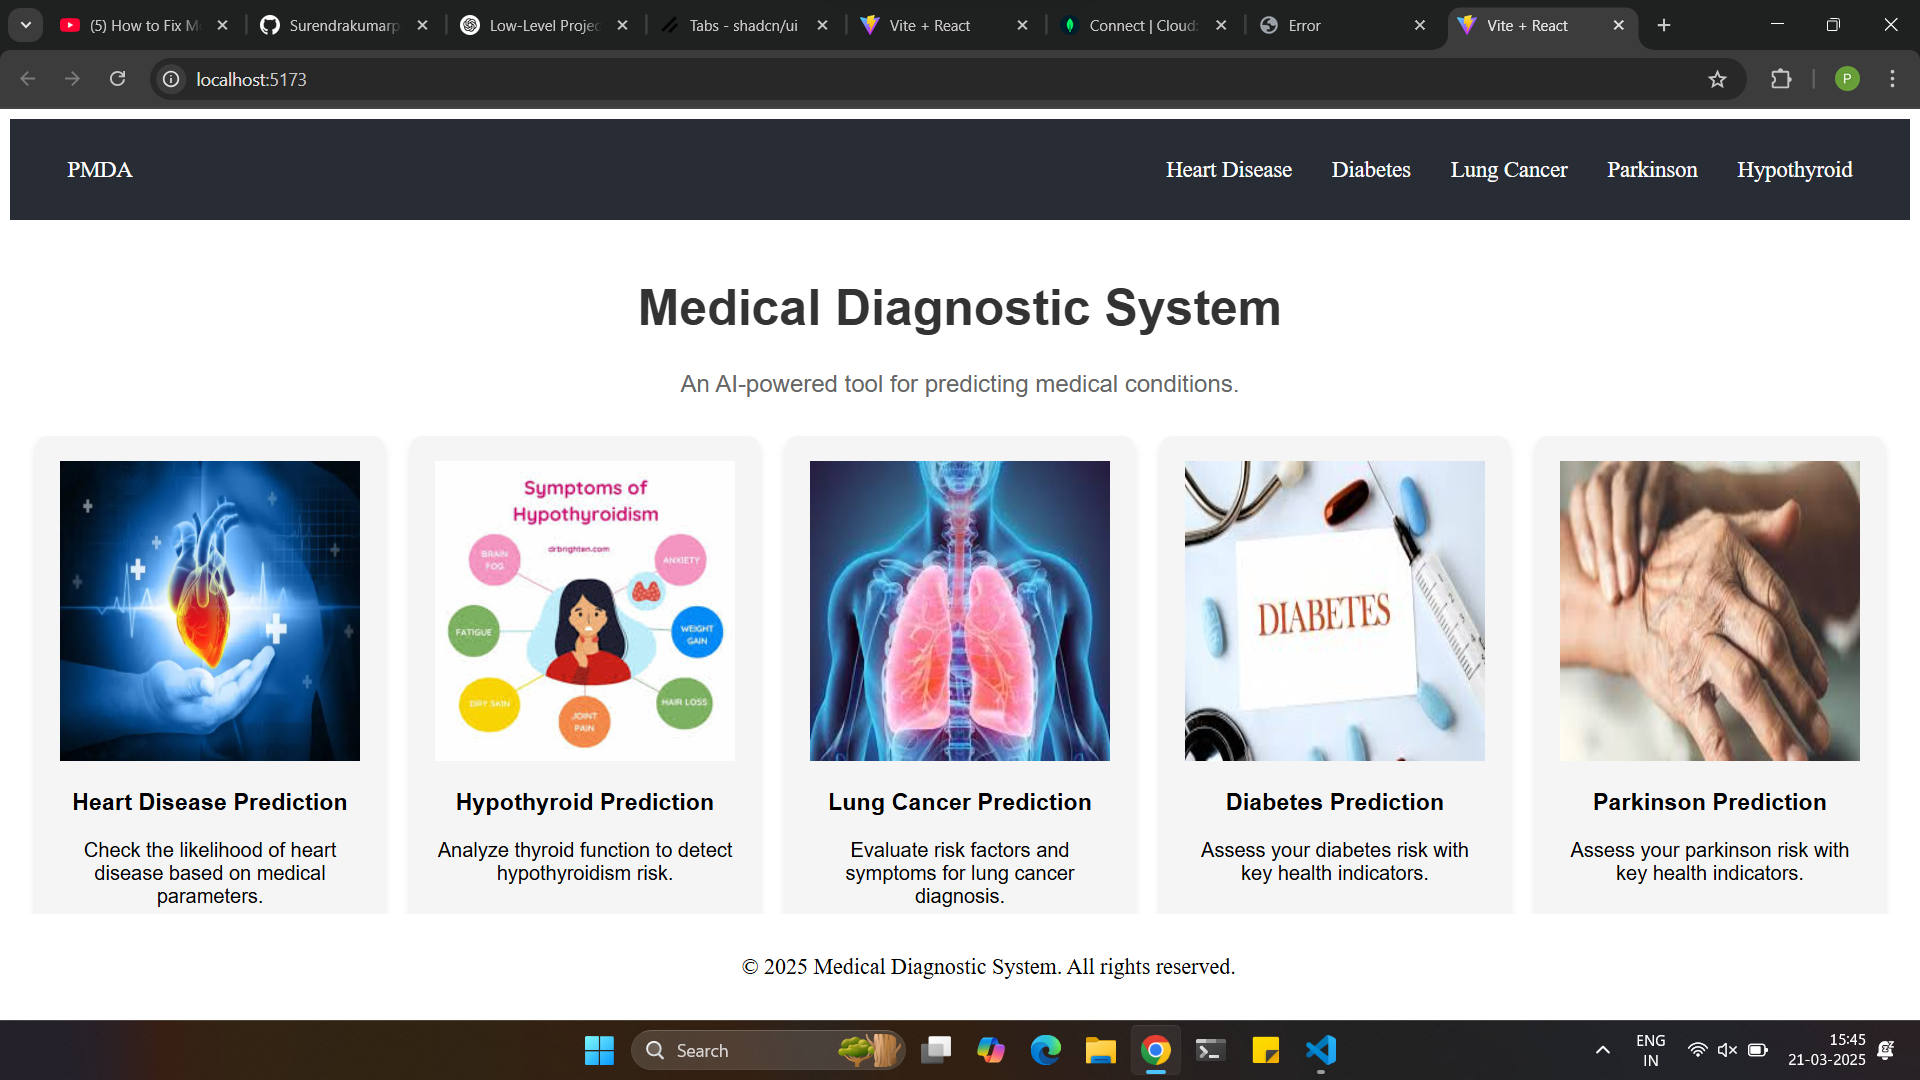 (5) How to Fix M
Surendrakumarp
Low-Level Projec
Tabs - shadcn/ui
Vite + React
Connect | Cloud:
Error
Vite + React
localhost:5173
P
PMDA
Heart Disease
Diabetes
Lung Cancer
Parkinson
Hypothyroid
Medical Diagnostic System
An AI-powered tool for predicting medical conditions.
Symptoms of
Hypothyroidism
drbrighten.com
BRAIN
FOG
ANXIETY
FATIGUE
WEIGHT
GAIN
DRY SKIN
JOINT
PAIN
HAIR LOSS
DIABETES
Heart Disease Prediction
Check the likelihood of heart
disease based on medical
parameters.
Hypothyroid Prediction
Analyze thyroid function to detect
hypothyroidism risk.
Lung Cancer Prediction
Evaluate risk factors and
symptoms for lung cancer
diagnosis.
Diabetes Prediction
Assess your diabetes risk with
key health indicators.
Parkinson Prediction
Assess your parkinson risk with
key health indicators.
© 2025 Medical Diagnostic System. All rights reserved.
Search
ENG
IN
15:45
21-03-2025